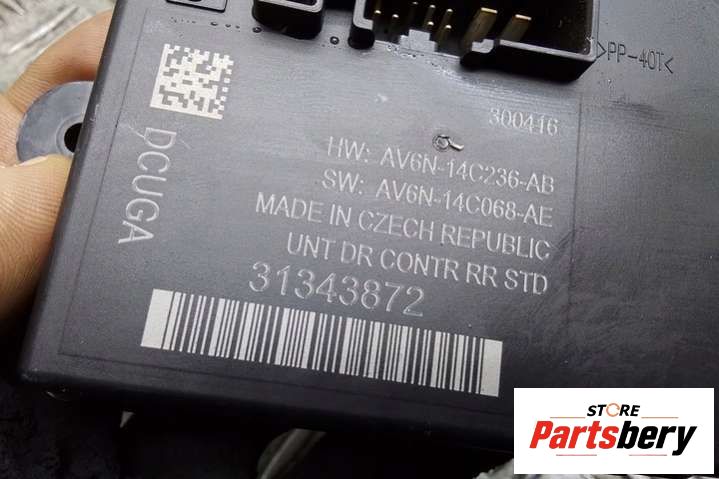 >PP-40T<
300416
HW: AV6N-14C236-AB
SW: AV6N-14C068-AE
MADE IN CZECH REPUBLIC
UNT DR CONTR RR STD
31343872
DCUGA
STORE
Partsbery